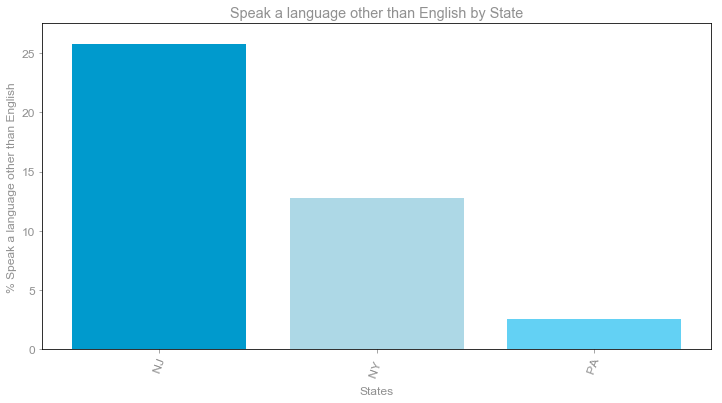 Speak a language other than English by State
% Speak a language other than English
25
20
15
10
5
0
NJ
NY
PA
States